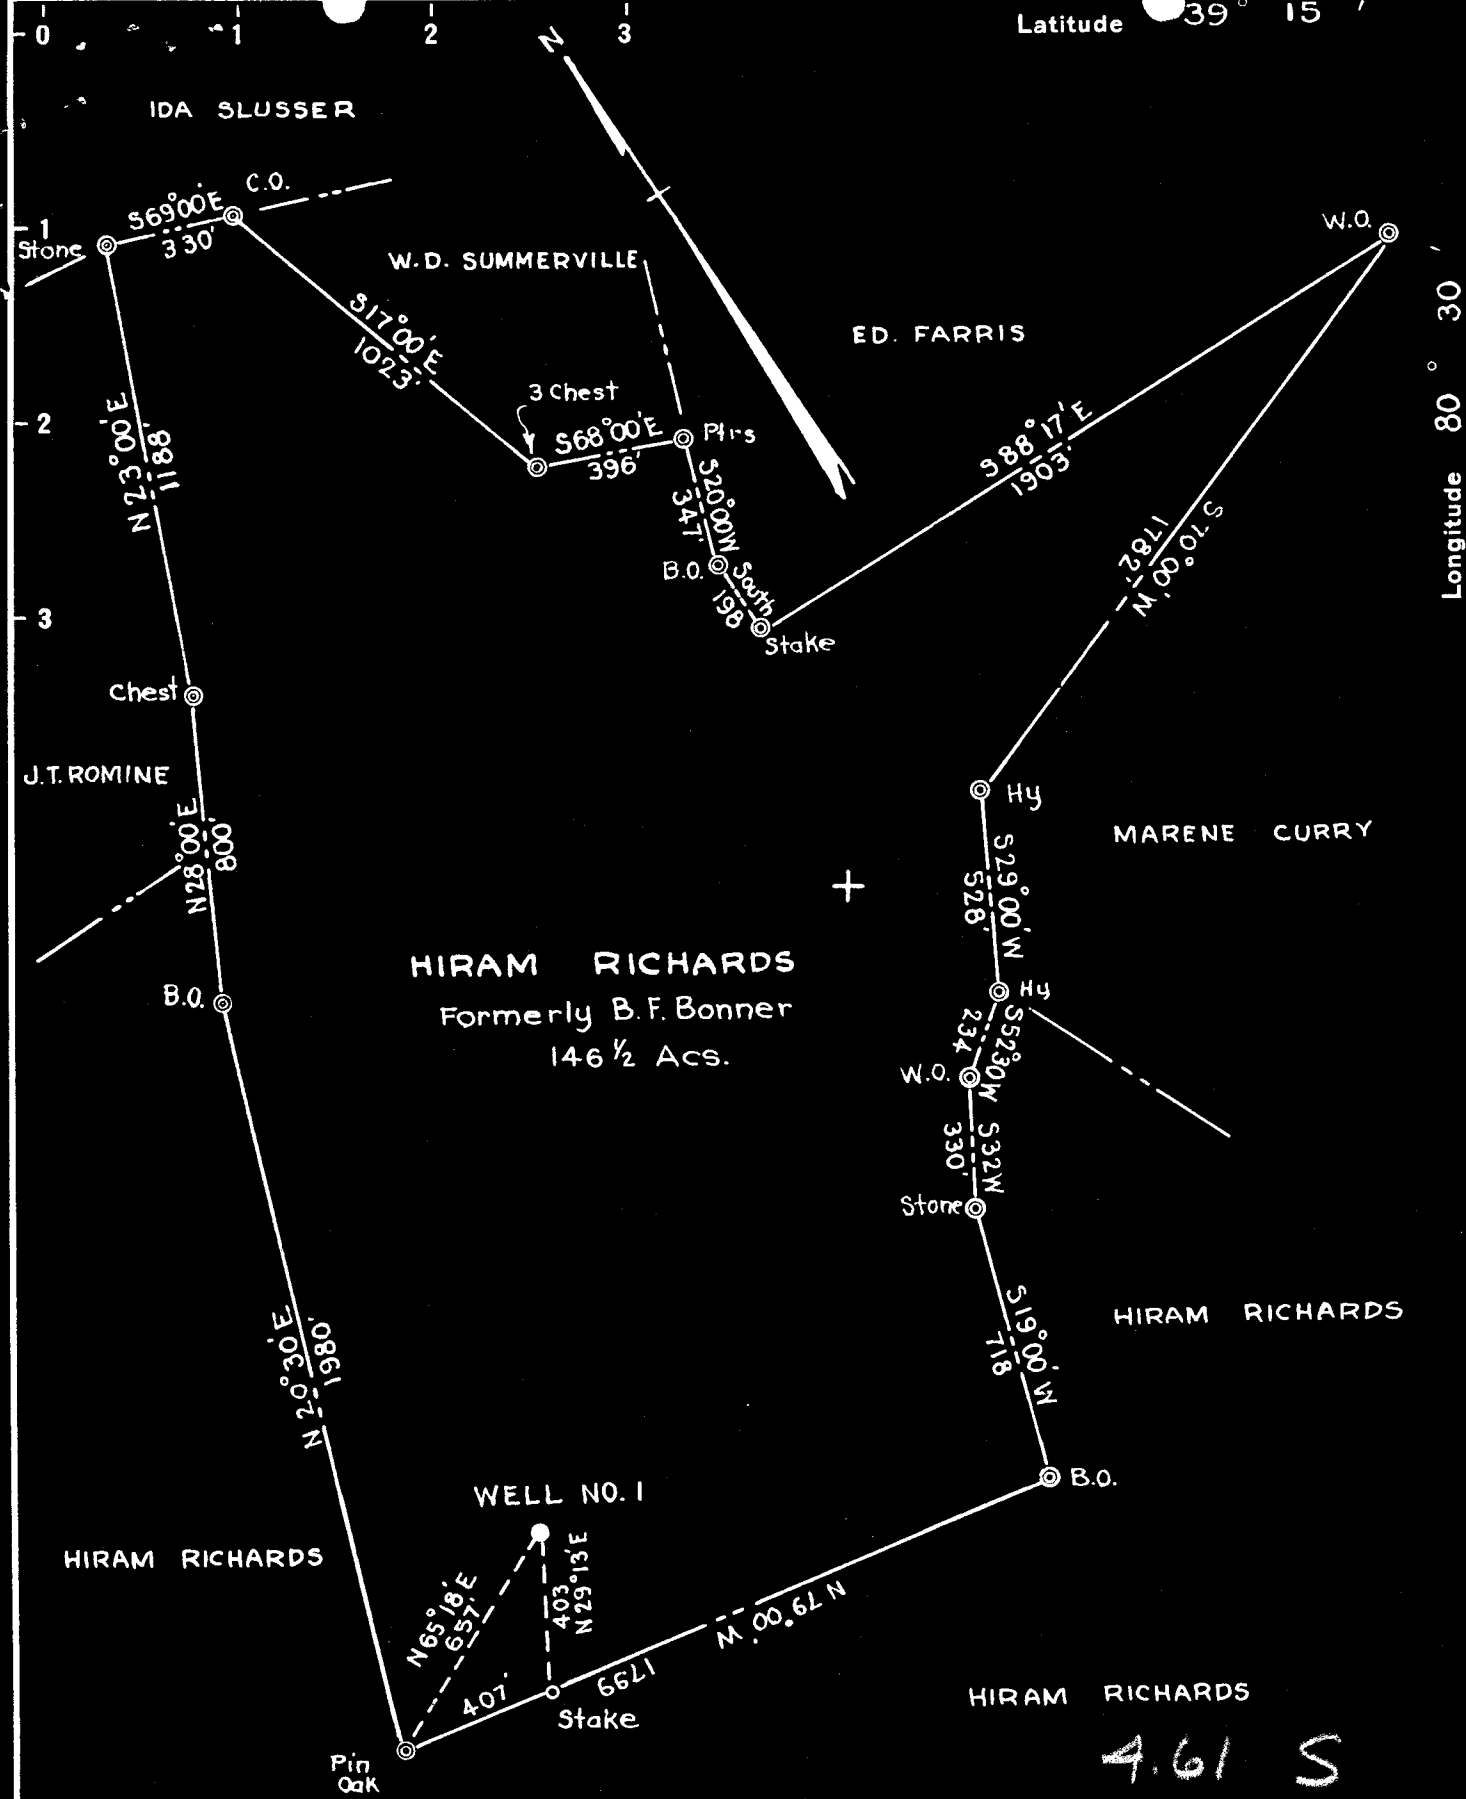 0 1 2 3
Latitude 39° 15'
N
IDA SLUSSER
C.O.
S69°00'E
330'
1
Stone
W.O.
W.D. SUMMERVILLE
Longitude 80° 30'
S17°00'E
1023'
ED. FARRIS
3 Chest
2
N23°00'E
1188'
S68°00'E
396'
Ptrs
S88°17'E
1903'
S20°00W
347'
S70°00'W
1782'
B.O.
South
198
3
Stake
Chest
J.T. ROMINE
Hy
N28°00'E
800'
MARENE CURRY
S29°00'W
528'
HIRAM RICHARDS
Formerly B.F. Bonner
146 ½ Acs.
B.O.
Hy
S52°30W
234
W.O.
S32W
330'
Stone
N20°30'E
1980'
S19°00'W
718
HIRAM RICHARDS
B.O.
WELL NO. 1
HIRAM RICHARDS
N65°18'E
657'
403
N29°13'E
N79°00'W
1799
407'
Stake
Pin
Oak
HIRAM RICHARDS
4.61 S